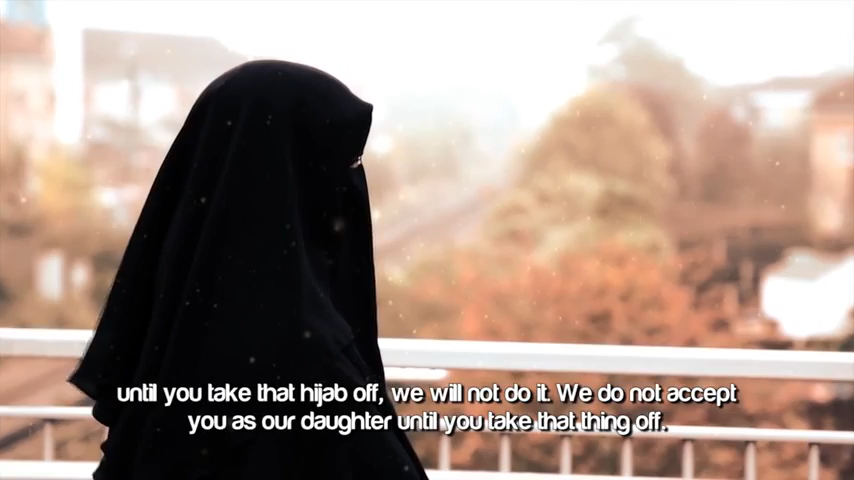 until you take that hijab off, we will not do it. We do not accept
you as our daughter until you take that thing off.